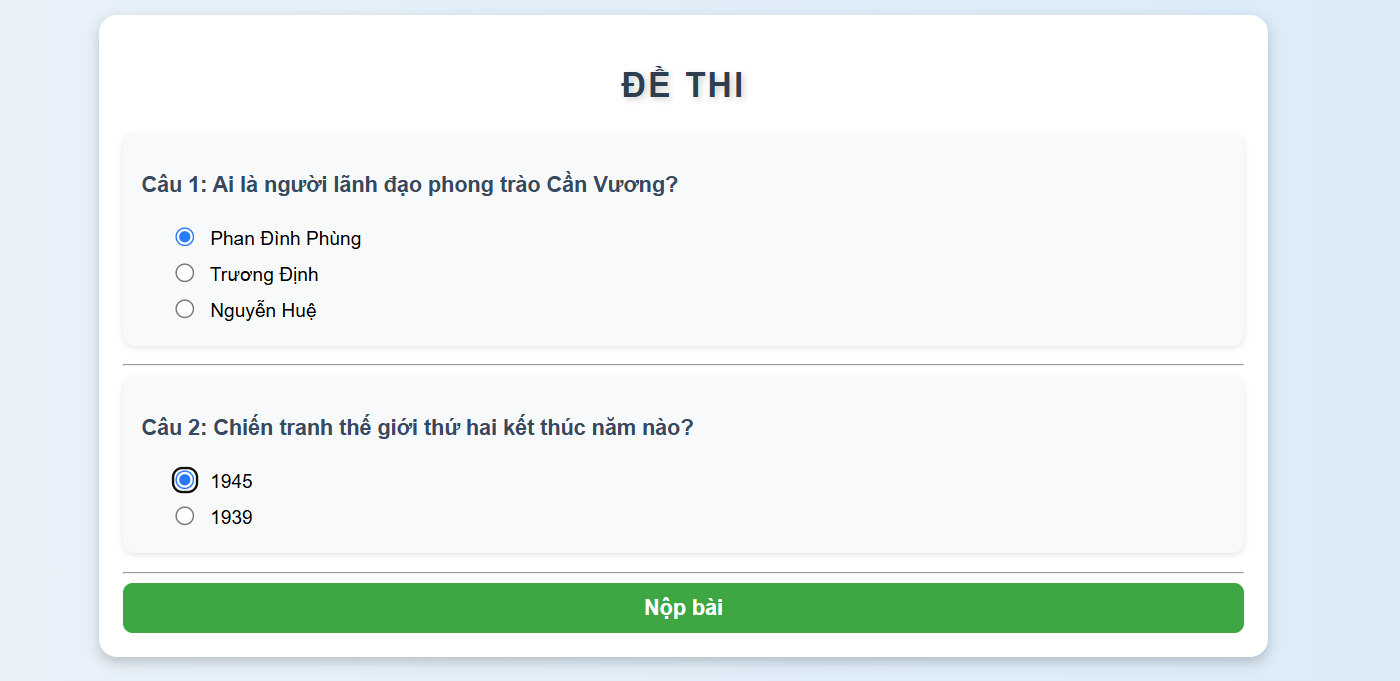 ĐỀ THI
Câu 1: Ai là người lãnh đạo phong trào Cần Vương?
Phan Đình Phùng
Trương Định
Nguyễn Huệ
Câu 2: Chiến tranh thế giới thứ hai kết thúc năm nào?
1945
1939
Nộp bài